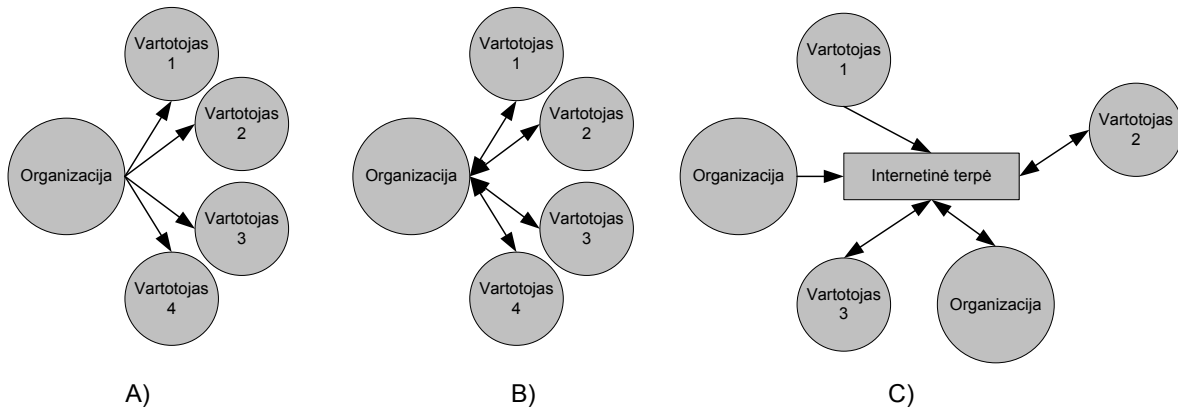 Vartotojas
1
Vartotojas
2
Organizacija
Vartotojas
3
Vartotojas
4
A)
Vartotojas
1
Vartotojas
2
Organizacija
Vartotojas
3
Vartotojas
4
B)
Vartotojas
1
Vartotojas
2
Organizacija
Internetinė terpė
Vartotojas
3
Organizacija
C)